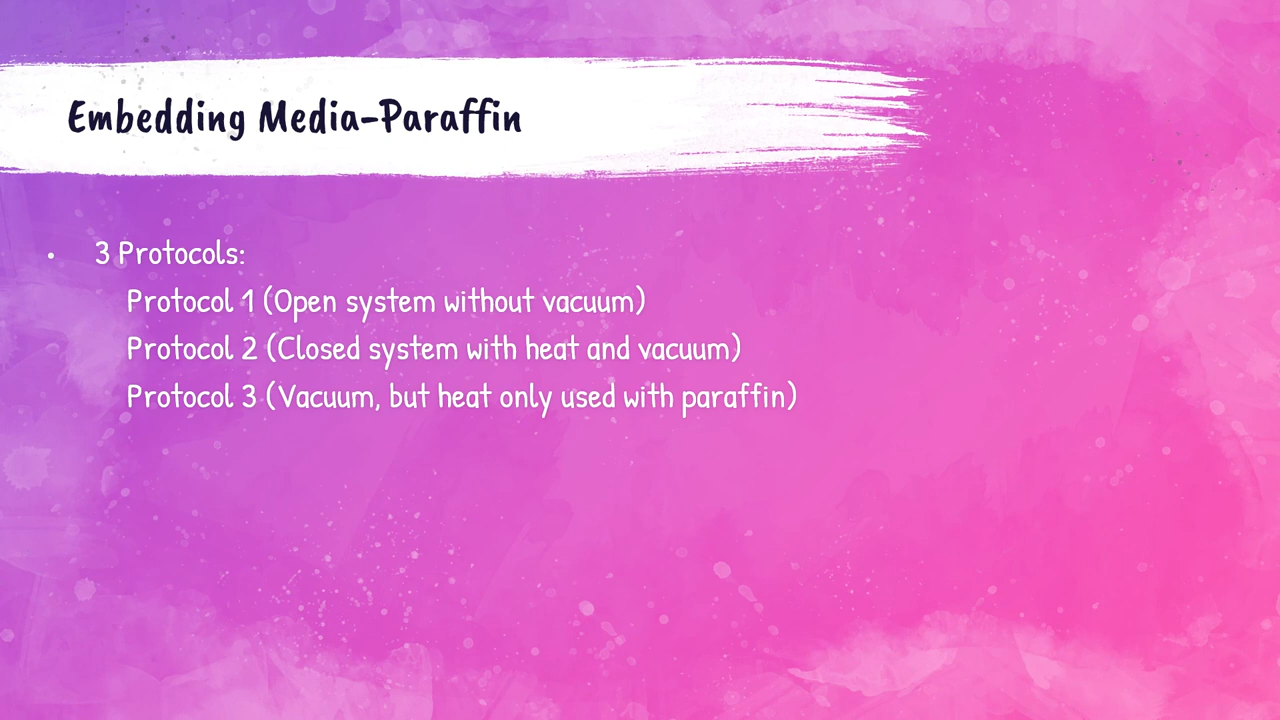 Embedding Media-Paraffin
• 3 Protocols:
Protocol 1 (Open system without vacuum)
Protocol 2 (Closed system with heat and vacuum)
Protocol 3 (Vacuum, but heat only used with paraffin)